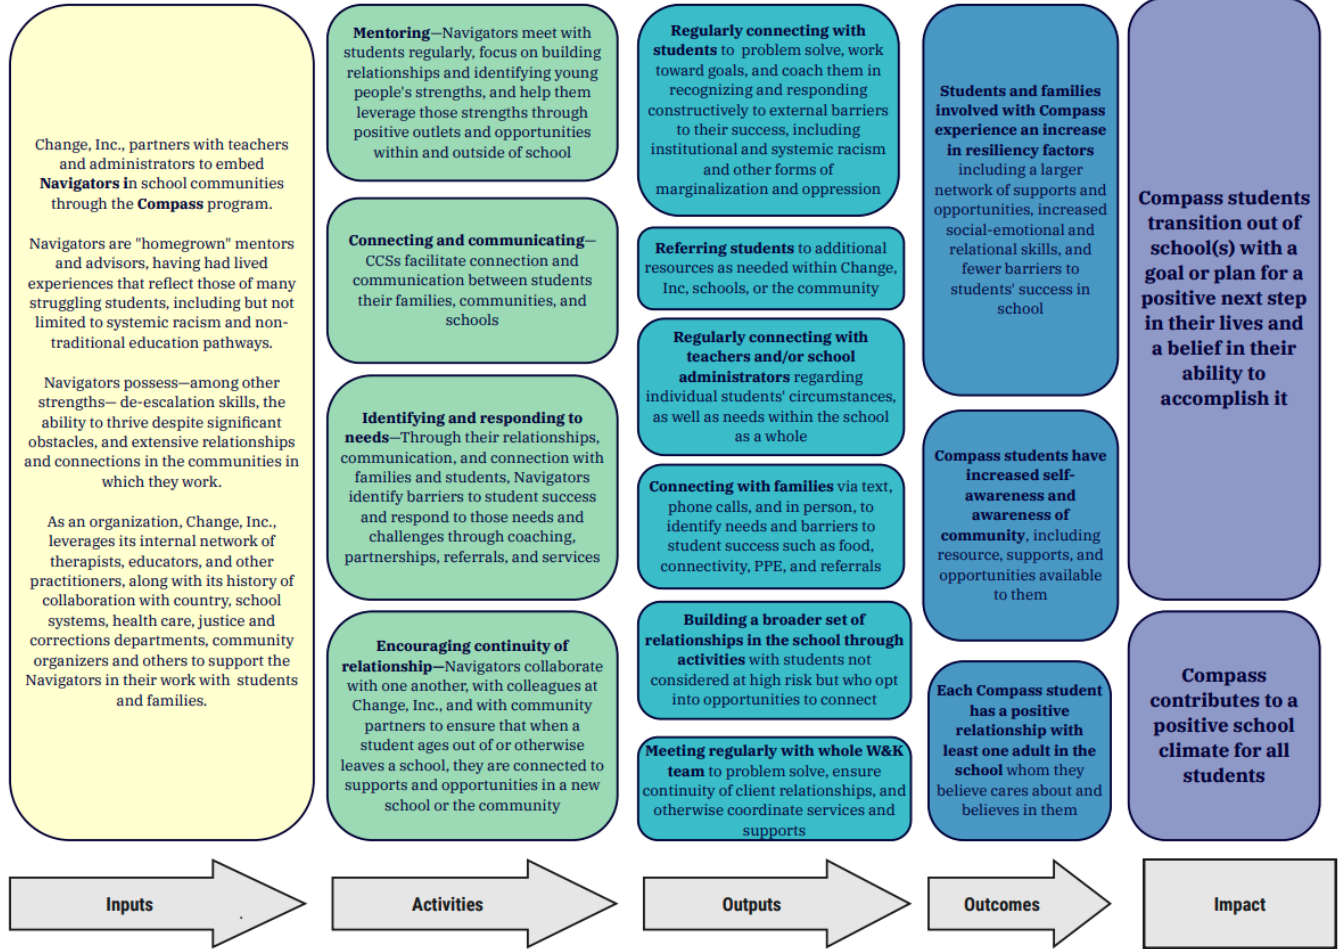 Change, Inc., partners with teachers
and administrators to embed
Navigators in school communities
through the Compass program.
Navigators are "homegrown" mentors
and advisors, having had lived
experiences that reflect those of many
struggling students, including but not
limited to systemic racism and non-
traditional education pathways.
Navigators possess—among other
strengths— de-escalation skills, the
ability to thrive despite significant
obstacles, and extensive relationships
and connections in the communities in
which they work.
As an organization, Change, Inc.,
leverages its internal network of
therapists, educators, and other
practitioners, along with its history of
collaboration with country, school
systems, health care, justice and
corrections departments, community
organizers and others to support the
Navigators in their work with students
and families.
Mentoring—Navigators meet with
students regularly, focus on building
relationships and identifying young
people's strengths, and help them
leverage those strengths through
positive outlets and opportunities
within and outside of school
Connecting and communicating—
CCSs facilitate connection and
communication between students
their families, communities, and
schools
Identifying and responding to
needs—Through their relationships,
communication, and connection with
families and students, Navigators
identify barriers to student success
and respond to those needs and
challenges through coaching,
partnerships, referrals, and services
Encouraging continuity of
relationship—Navigators collaborate
with one another, with colleagues at
Change, Inc., and with community
partners to ensure that when a
student ages out of or otherwise
leaves a school, they are connected to
supports and opportunities in a new
school or the community
Regularly connecting with
students to problem solve, work
toward goals, and coach them in
recognizing and responding
constructively to external barriers
to their success, including
institutional and systemic racism
and other forms of
marginalization and oppression
Referring students to additional
resources as needed within Change,
Inc, schools, or the community
Regularly connecting with
teachers and/or school
administrators regarding
individual students' circumstances,
as well as needs within the school
as a whole
Connecting with families via text,
phone calls, and in person, to
identify needs and barriers to
student success such as food,
connectivity, PPE, and referrals
Building a broader set of
relationships in the school through
activities with students not
considered at high risk but who opt
into opportunities to connect
Meeting regularly with whole W&K
team to problem solve, ensure
continuity of client relationships, and
otherwise coordinate services and
supports
Students and families
involved with Compass
experience an increase
in resiliency factors
including a larger
network of supports and
opportunities, increased
social-emotional and
relational skills, and
fewer barriers to
students' success in
school
Compass students have
increased self-
awareness and
awareness of
community, including
resource, supports, and
opportunities available
to them
Each Compass student
has a positive
relationship with
least one adult in the
school whom they
believe cares about and
believes in them
Compass students
transition out of
school(s) with a
goal or plan for a
positive next step
in their lives and
a belief in their
ability to
accomplish it
Compass
contributes to a
positive school
climate for all
students
Inputs .
Activities
Outputs
Outcomes
Impact